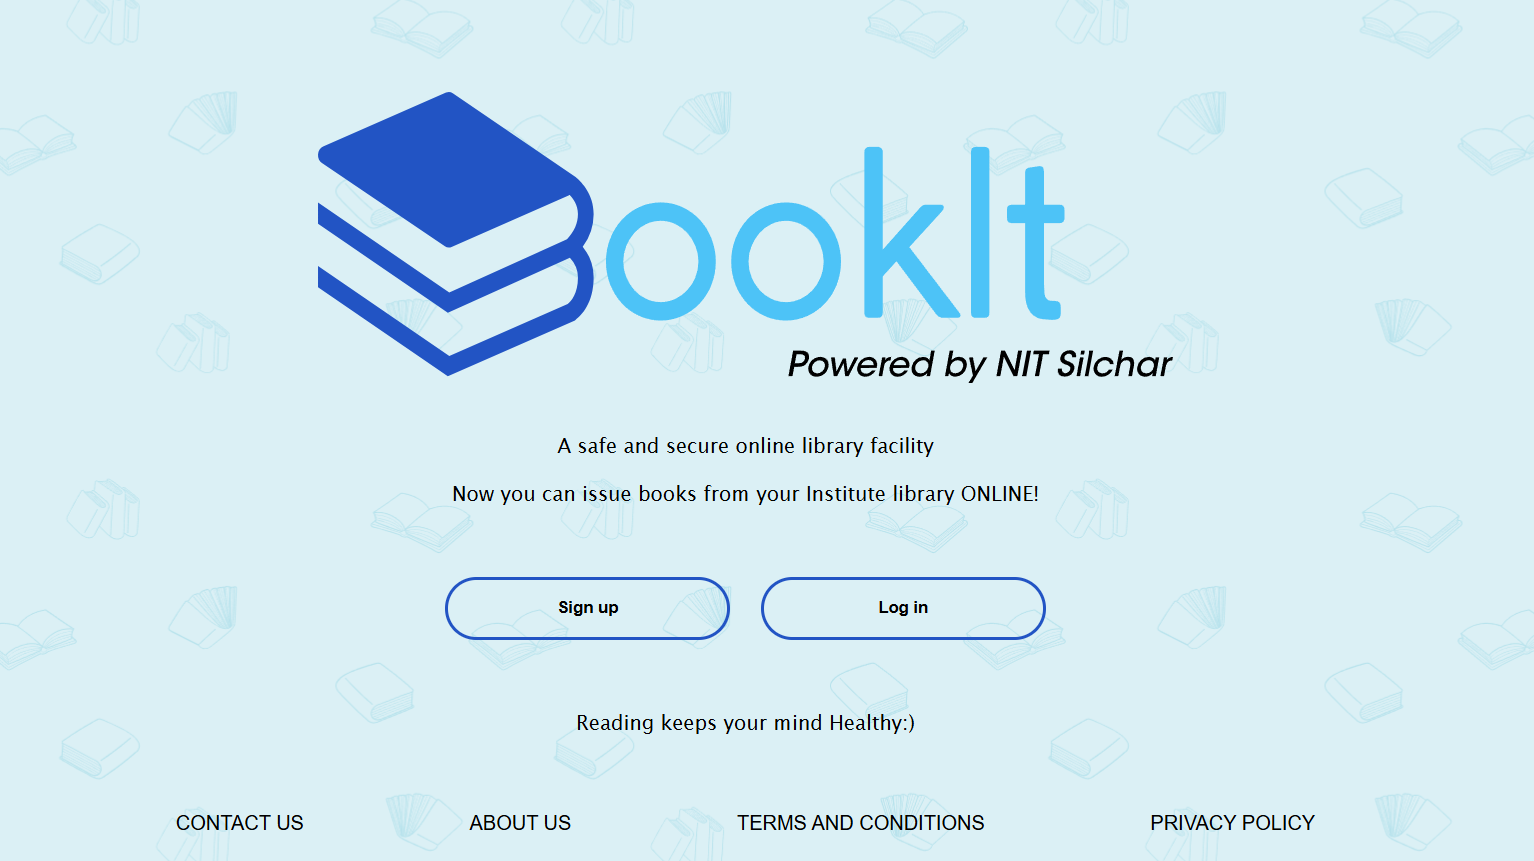 BookIt
Powered by NIT Silchar
A safe and secure online library facility
Now you can issue books from your Institute library ONLINE!
Sign up Log in
Reading keeps your mind Healthy:)
CONTACT US ABOUT US TERMS AND CONDITIONS PRIVACY POLICY